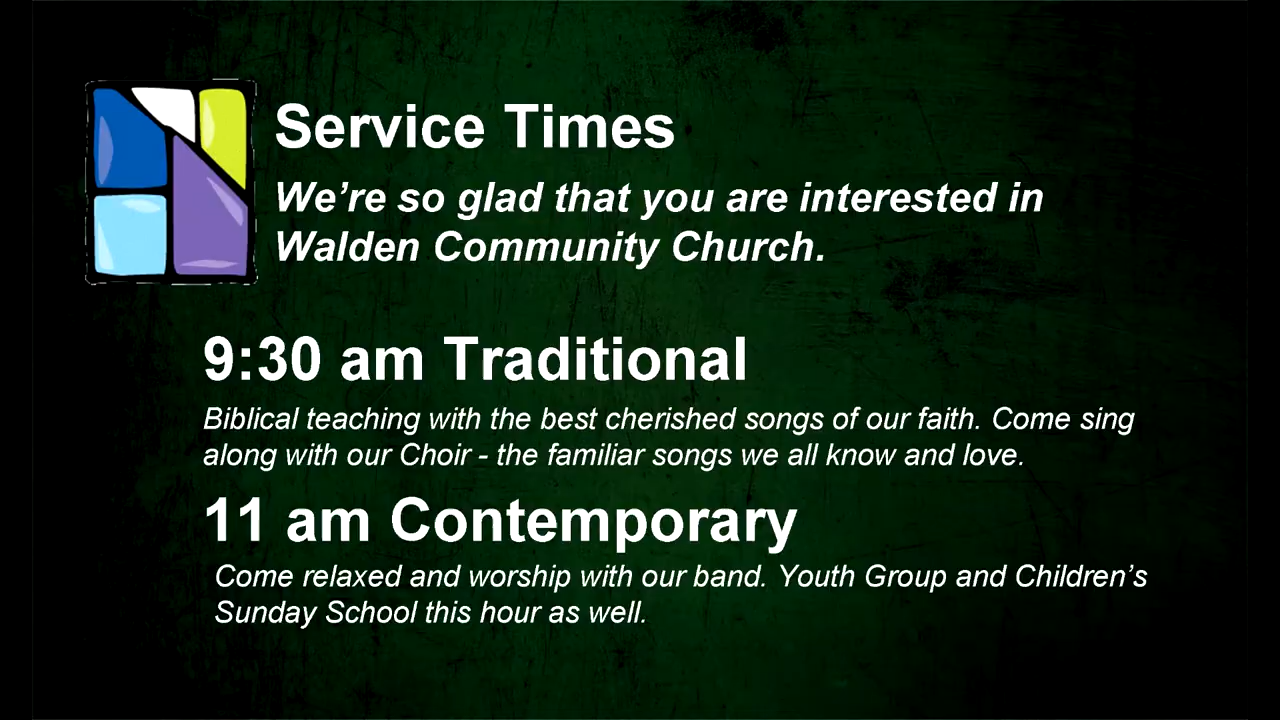 Service Times
We’re so glad that you are interested in
Walden Community Church.
9:30 am Traditional
Biblical teaching with the best cherished songs of our faith. Come sing
along with our Choir - the familiar songs we all know and love.
11 am Contemporary
Come relaxed and worship with our band. Youth Group and Children’s
Sunday School this hour as well.